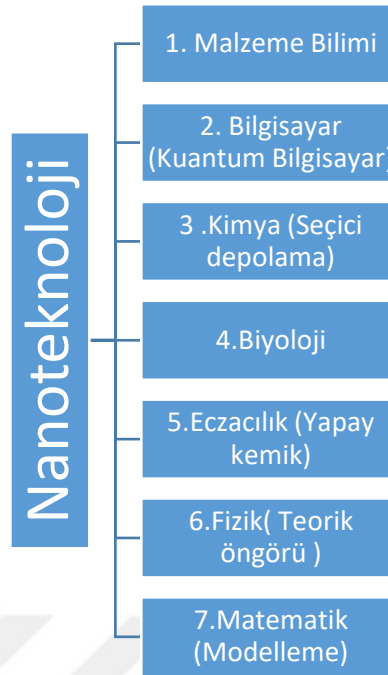 Nanoteknoloji
1. Malzeme Bilimi
2. Bilgisayar
(Kuantum Bilgisayar)
3 .Kimya (Seçici
depolama)
4.Biyoloji
5.Eczacılık (Yapay
kemik)
6.Fizik( Teorik
öngörü )
7.Matematik
(Modelleme)